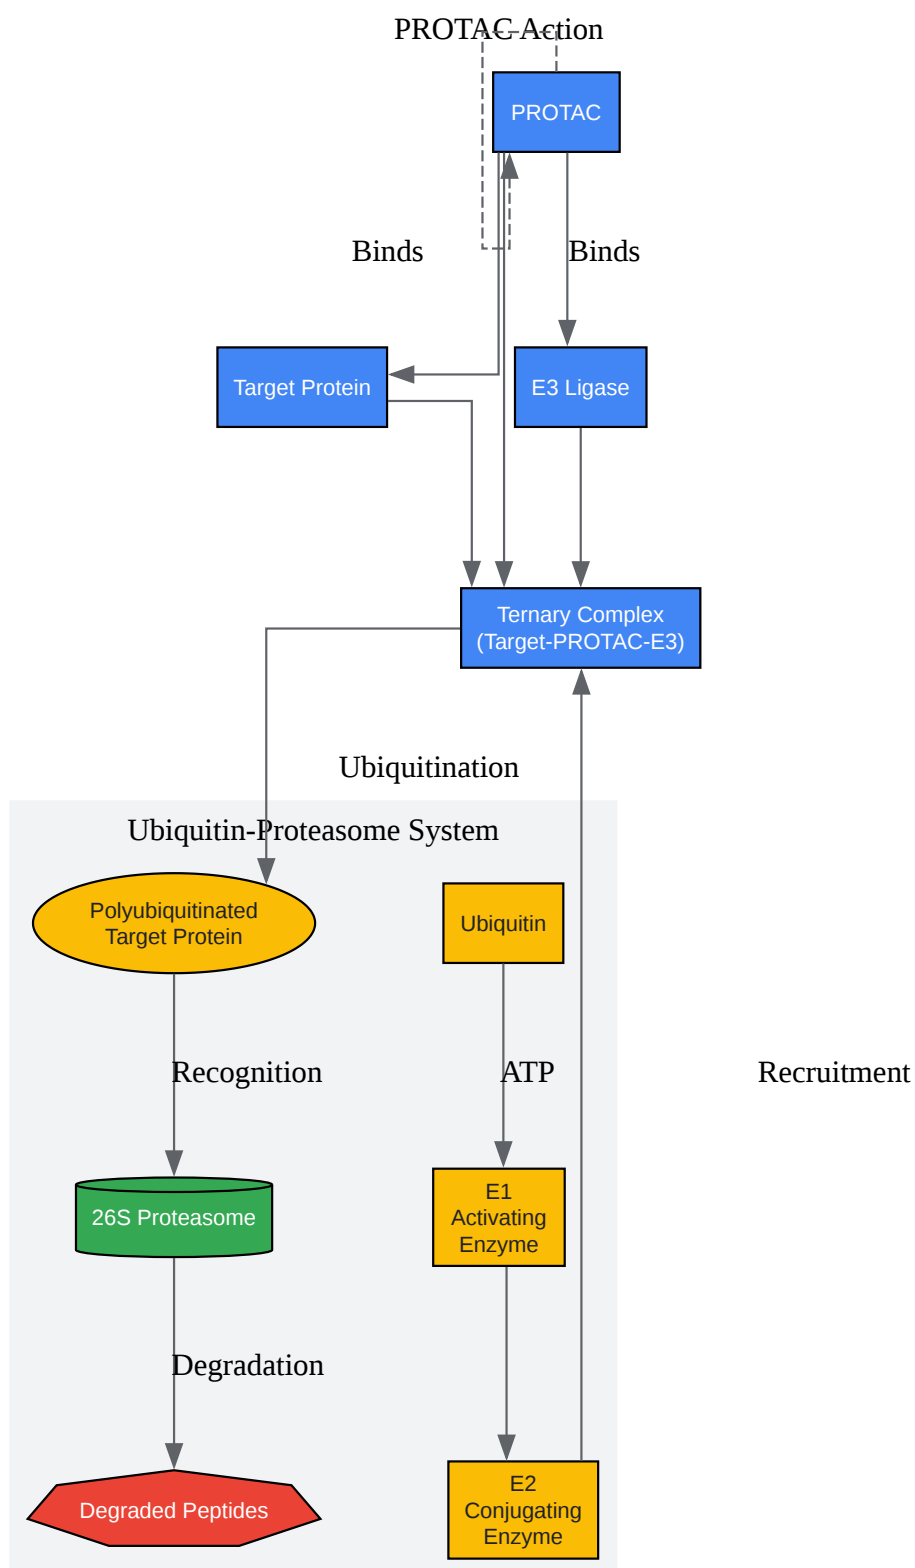 PROTAC Action
PROTAC
Binds
Binds
Target Protein
E3 Ligase
Ternary Complex
(Target-PROTAC-E3)
Ubiquitination
Ubiquitin-Proteasome System
Polyubiquitinated
Target Protein
Ubiquitin
Recognition
ATP
Recruitment
26S Proteasome
E1
Activating
Enzyme
Degradation
Degraded Peptides
E2
Conjugating
Enzyme